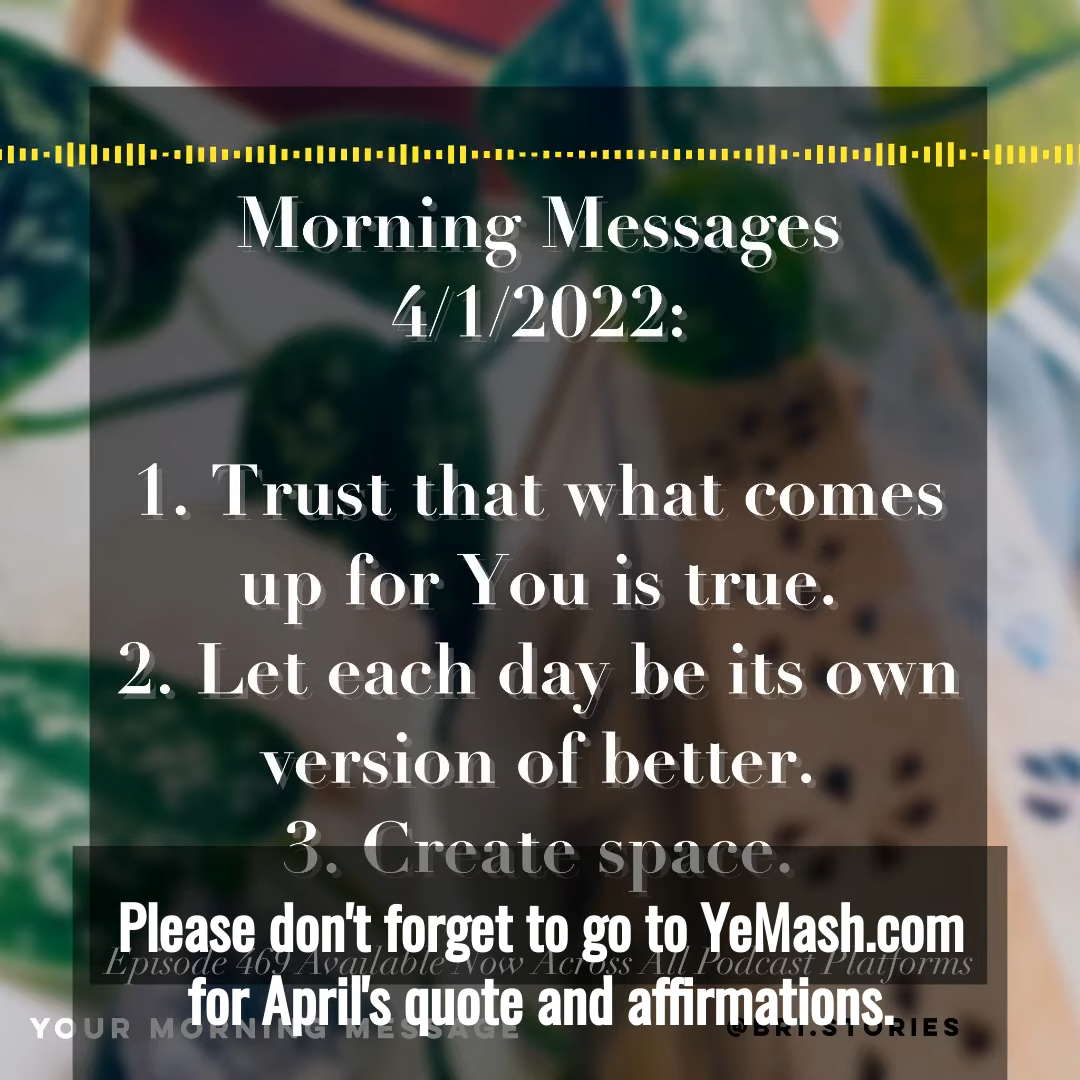 Morning Messages
4/1/2022:
1. Trust that what comes
up for You is true.
2. Let each day be its own
version of better.
3. Create space.
Please don't forget to go to YeMash.com
Episode 469 Available Now Across All Podcast Platforms
for April's quote and affirmations.
YOUR MORNING MESSAGE
@BRI.STORIES